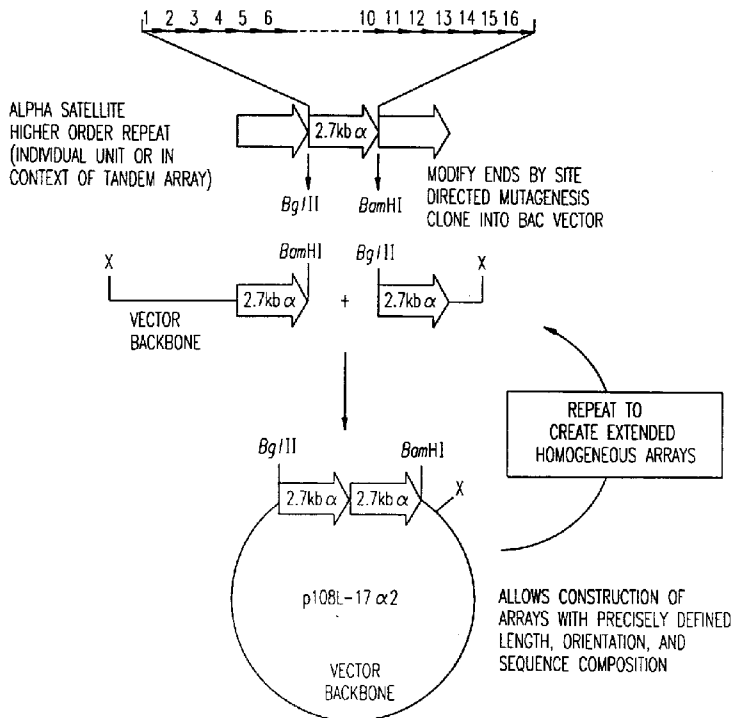 1 2 3 4 5 6 10 11 12 13 14 15 16
ALPHA SATELLITE
HIGHER ORDER REPEAT
(INDIVIDUAL UNIT OR IN
CONTEXT OF TANDEM ARRAY)
2.7kb α
BglII
BamHI
MODIFY ENDS BY SITE
DIRECTED MUTAGENESIS
CLONE INTO BAC VECTOR
X
BamHI
BglII
X
2.7kb α
+
2.7kb α
VECTOR
BACKBONE
REPEAT TO
CREATE EXTENDED
HOMOGENEOUS ARRAYS
BglII
BamHI
X
2.7kb α
2.7kb α
p108L-17 α2
VECTOR
BACKBONE
ALLOWS CONSTRUCTION OF
ARRAYS WITH PRECISELY DEFINED
LENGTH, ORIENTATION, AND
SEQUENCE COMPOSITION